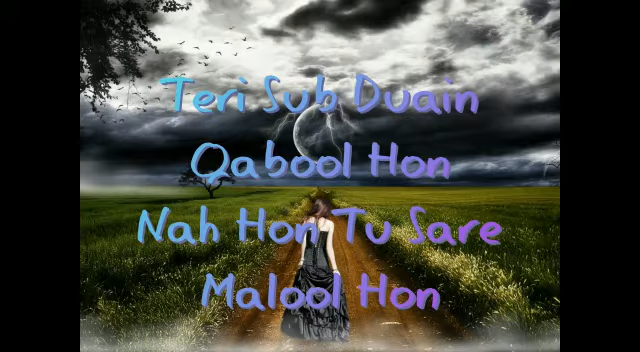 Teri Sub Duain
Qabool Hon
Nah Hon Tu Sare
Malool Hon